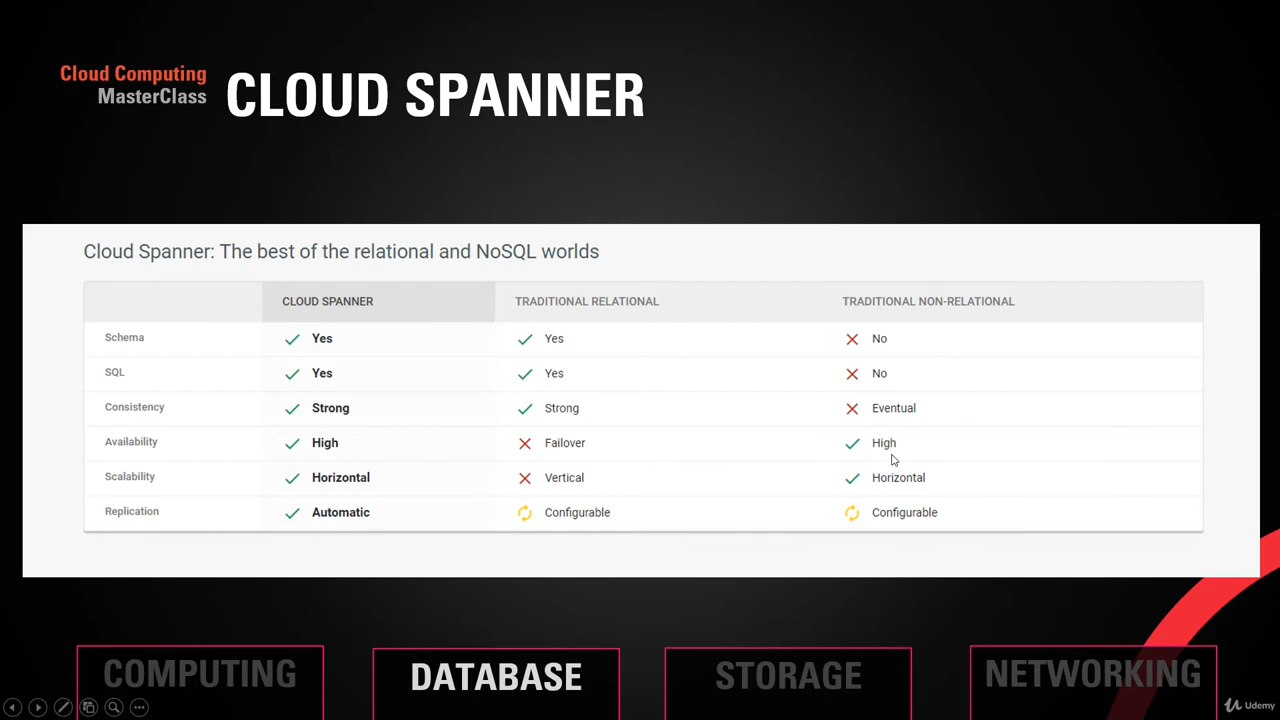 Cloud Computing
MasterClass
CLOUD SPANNER
Cloud Spanner: The best of the relational and NoSQL worlds
CLOUD SPANNER TRADITIONAL RELATIONAL TRADITIONAL NON-RELATIONAL
Schema Yes Yes No
SQL Yes Yes No
Consistency Strong Strong Eventual
Availability High Failover High
Scalability Horizontal Vertical Horizontal
Replication Automatic Configurable Configurable
COMPUTING DATABASE STORAGE NETWORKING
Udemy